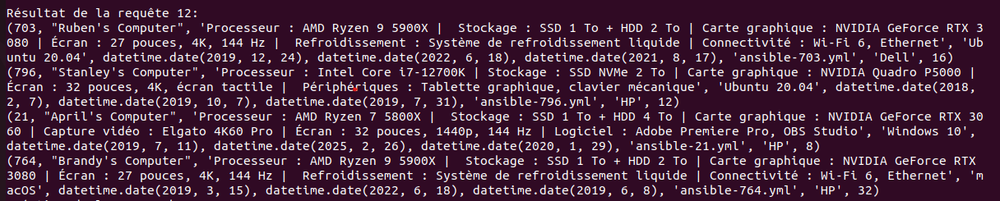 Résultat de la requête 12:
(703, "Ruben's Computer", 'Processeur : AMD Ryzen 9 5900X |  Stockage : SSD 1 To + HDD 2 To | Carte graphique : NVIDIA GeForce RTX 3
080 | Écran : 27 pouces, 4K, 144 Hz |  Refroidissement : Système de refroidissement liquide | Connectivité : Wi-Fi 6, Ethernet', 'Ub
untu 20.04', datetime.date(2019, 12, 24), datetime.date(2022, 6, 18), datetime.date(2021, 8, 17), 'ansible-703.yml', 'Dell', 16)
(796, "Stanley's Computer", 'Processeur : Intel Core i7-12700K | Stockage : SSD NVMe 2 To | Carte graphique : NVIDIA Quadro P5000 |
Écran : 32 pouces, 4K, écran tactile |  Périphériques : Tablette graphique, clavier mécanique', 'Ubuntu 20.04', datetime.date(2018,
2, 7), datetime.date(2019, 10, 7), datetime.date(2019, 7, 31), 'ansible-796.yml', 'HP', 12)
(21, "April's Computer", 'Processeur : AMD Ryzen 7 5800X |  Stockage : SSD 1 To + HDD 4 To | Carte graphique : NVIDIA GeForce RTX 30
60 | Capture vidéo : Elgato 4K60 Pro | Écran : 32 pouces, 1440p, 144 Hz | Logiciel : Adobe Premiere Pro, OBS Studio', 'Windows 10',
datetime.date(2019, 7, 11), datetime.date(2025, 2, 26), datetime.date(2020, 1, 29), 'ansible-21.yml', 'HP', 8)
(764, "Brandy's Computer", 'Processeur : AMD Ryzen 9 5900X |  Stockage : SSD 1 To + HDD 2 To | Carte graphique : NVIDIA GeForce RTX
3080 | Écran : 27 pouces, 4K, 144 Hz |  Refroidissement : Système de refroidissement liquide | Connectivité : Wi-Fi 6, Ethernet', 'm
acOS', datetime.date(2019, 3, 15), datetime.date(2022, 6, 18), datetime.date(2019, 6, 8), 'ansible-764.yml', 'HP', 32)